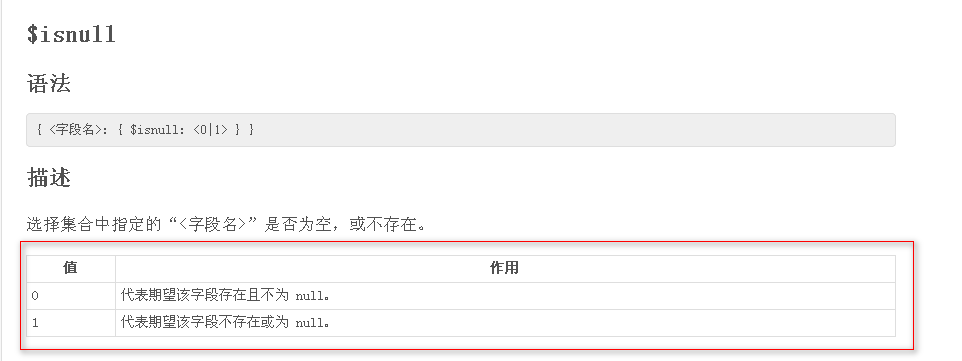 $isnull
语法
{ <字段名>: { $isnull: <0|1> } }
描述
选择集合中指定的“<字段名>”是否为空，或不存在。
值 作用
0 代表期望该字段存在且不为 null。
1 代表期望该字段不存在或为 null。